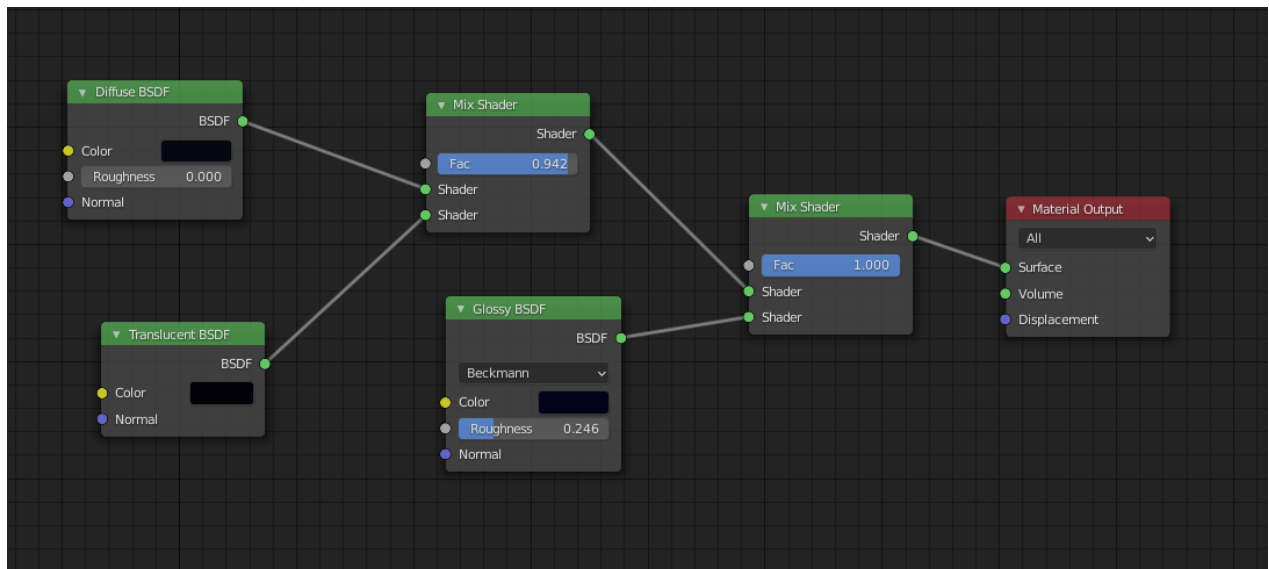 Diffuse BSDF
BSDF
Color
Roughness 0.000
Normal
Translucent BSDF
BSDF
Color
Normal
Mix Shader
Shader
Fac 0.942
Shader
Shader
Glossy BSDF
BSDF
Beckmann
Color
Roughness 0.246
Normal
Mix Shader
Shader
Fac 1.000
Shader
Shader
Material Output
All
Surface
Volume
Displacement